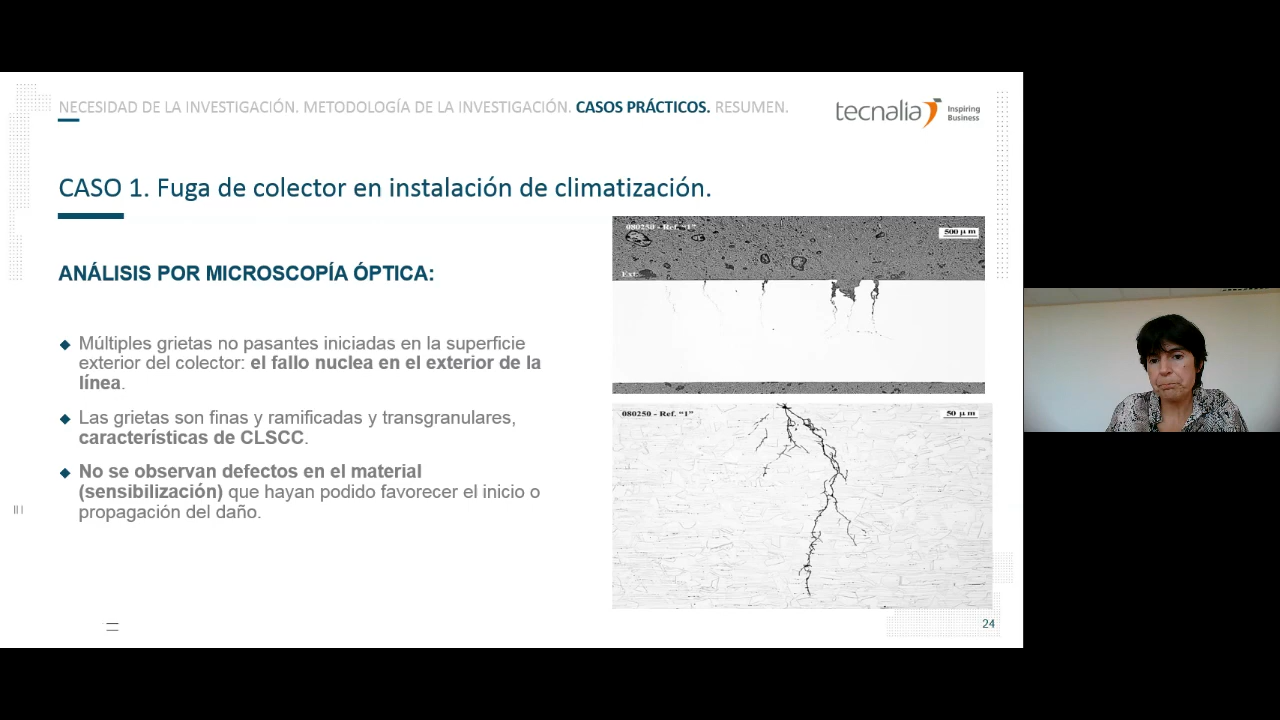 NECESIDAD DE LA INVESTIGACIÓN. METODOLOGÍA DE LA INVESTIGACIÓN. CASOS PRÁCTICOS. RESUMEN.
tecnalia Inspiring
Business
CASO 1. Fuga de colector en instalación de climatización.
ANÁLISIS POR MICROSCOPÍA ÓPTICA:
Múltiples grietas no pasantes iniciadas en la superficie
exterior del colector: el fallo nuclea en el exterior de la
línea.
Las grietas son finas y ramificadas y transgranulares,
características de CLSCC.
No se observan defectos en el material
(sensibilización) que hayan podido favorecer el inicio o
propagación del daño.
080250 - Ref. "1"
500 µm
Ext.
080250 - Ref. "1"
50 µm
24